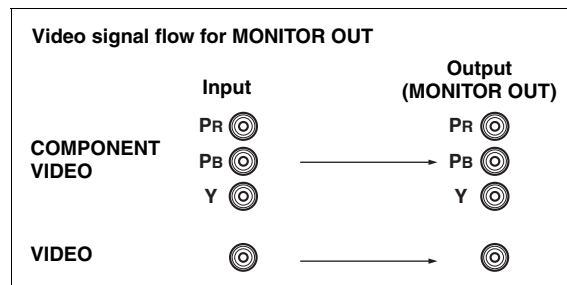 Video signal flow for MONITOR OUT
Input
Output
(MONITOR OUT)
PR PR
COMPONENT
VIDEO
PB PB
Y Y
VIDEO